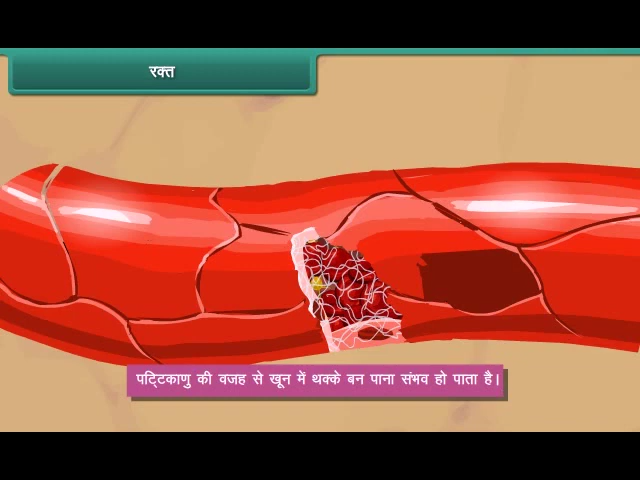 रक्त
पट्टिकाणु की वजह से खून में थक्के बन पाना संभव हो पाता है।